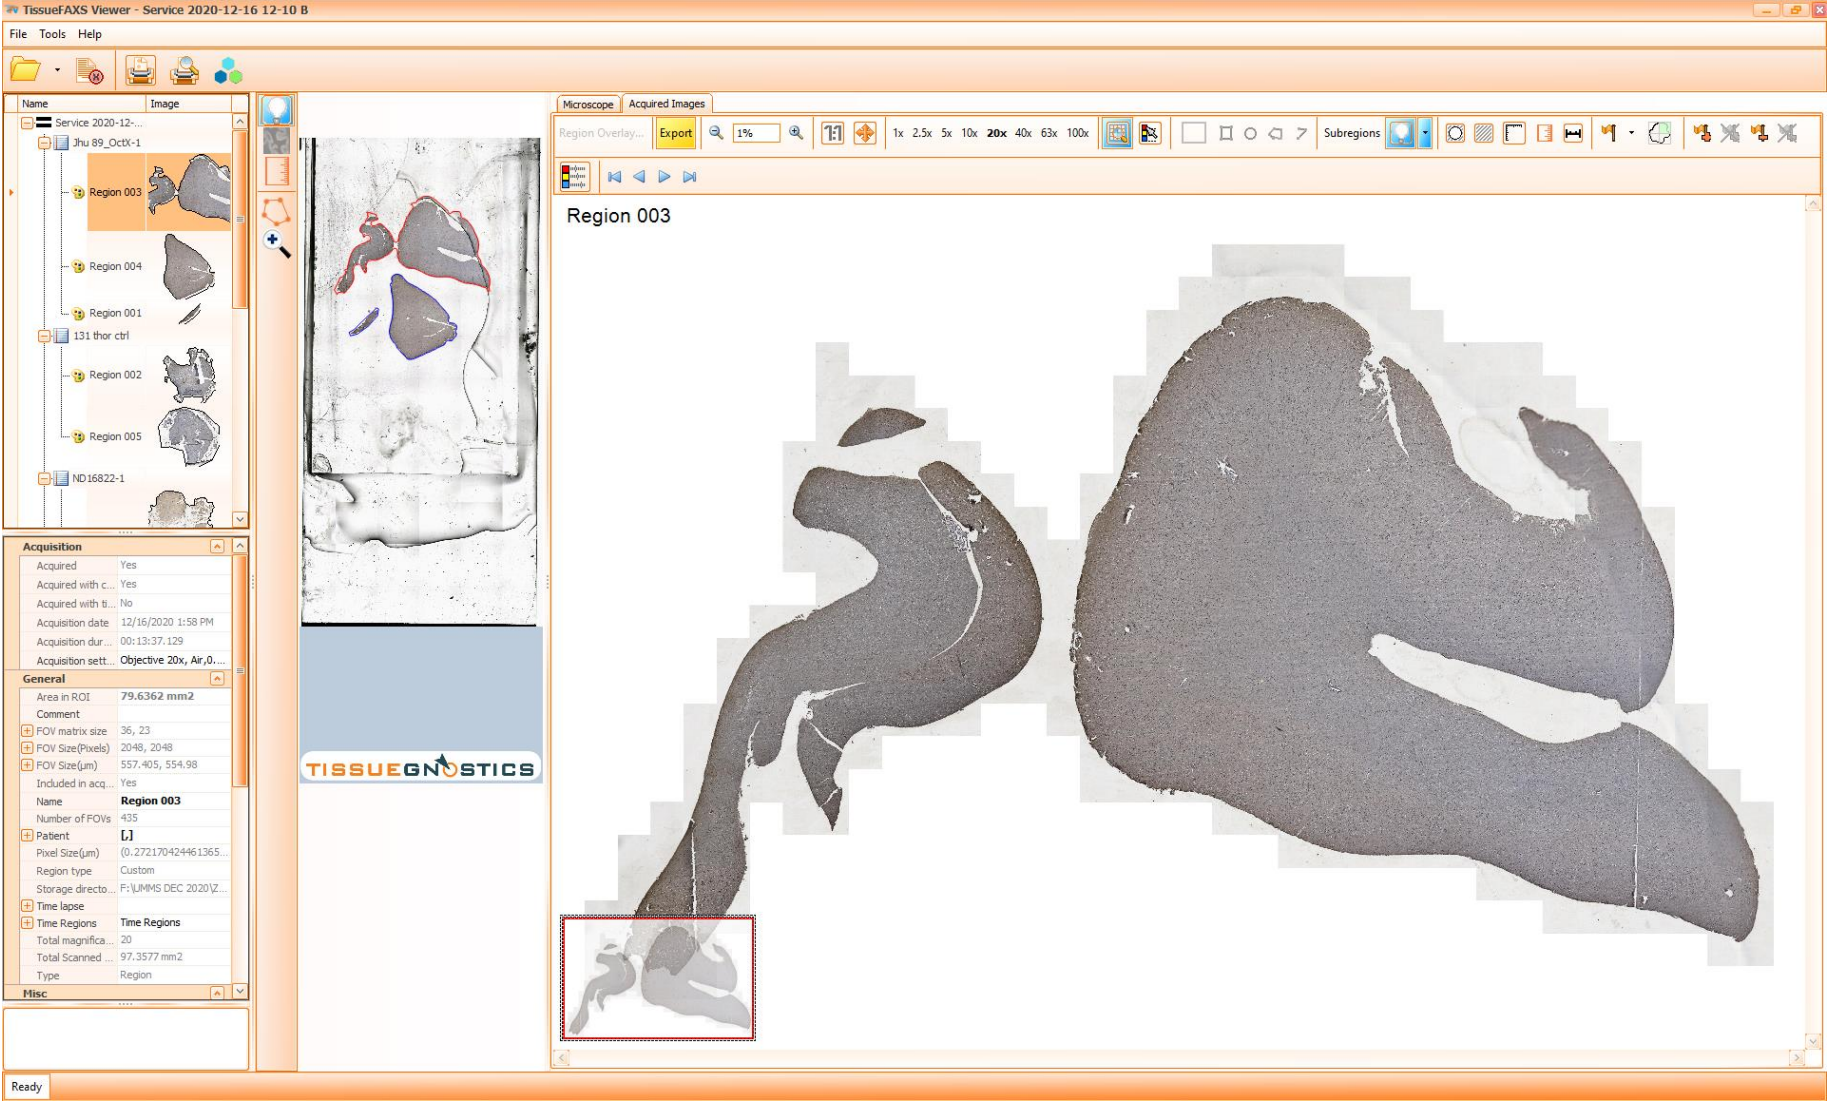 TissueFAXS Viewer - Service 2020-12-16 12-10 B
File Tools Help
Name Image
Service 2020-12-...
Jhu 89_OctX-1
Region 003
Region 004
Region 001
131 thor ctrl
Region 002
Region 005
ND16822-1
Acquisition
Acquired Yes
Acquired with c... Yes
Acquired with ti... No
Acquisition date 12/16/2020 1:58 PM
Acquisition dur... 00:13:37.129
Acquisition sett... Objective 20x, Air,0....
General
Area in ROI 79.6362 mm2
Comment
FOV matrix size 36, 23
FOV Size(Pixels) 2048, 2048
FOV Size(µm) 557.405, 554.98
Included in acq... Yes
Name Region 003
Number of FOVs 435
Patient [,]
Pixel Size(µm) (0.272170424461365...
Region type Custom
Storage directo... F:\UMMS DEC 2020\Z...
Time lapse
Time Regions Time Regions
Total magnifica... 20
Total Scanned ... 97.3577 mm2
Type Region
Misc
Ready
TISSUEGNOSTICS
Microscope Acquired Images
Region Overlay... Export 1% 1:1 1x 2.5x 5x 10x 20x 40x 63x 100x Subregions
Region 003